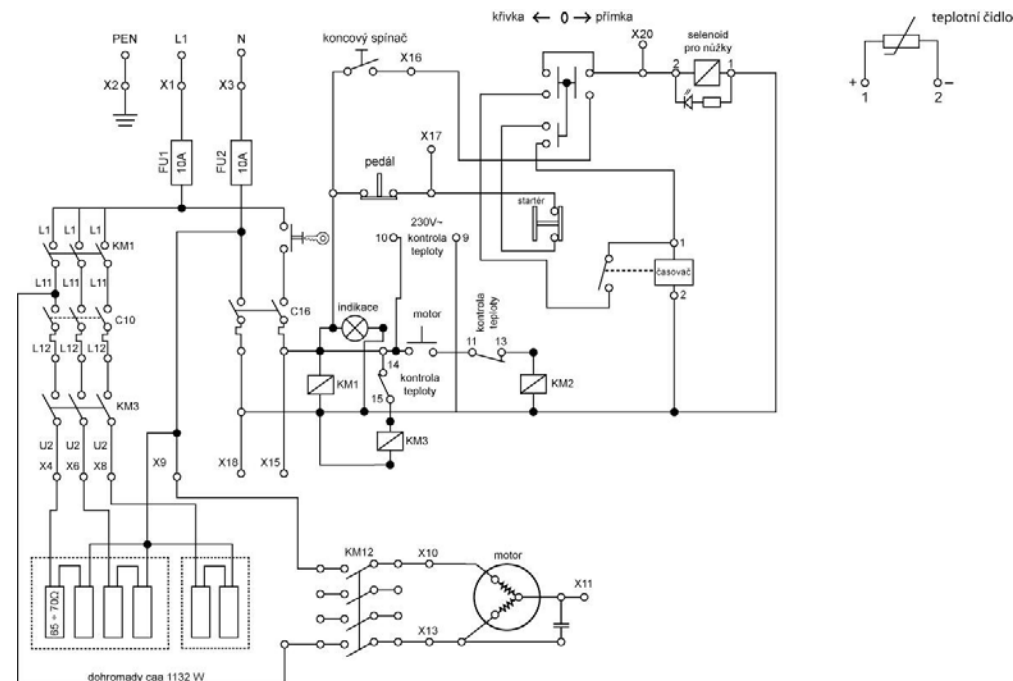 křivka ← 0 → přímka
teplotní čidlo
PEN
L1
N
koncový spínač
X20
selenoid
pro nůžky
X16
2
1
X2
X1
X3
+
1
2
−
FU1
10A
FU2
10A
X17
pedál
startér
L1
L1
L1
KM1
230V~
10
kontrola
teploty
9
1
časovač
2
L11
L11
L11
C10
C16
indikace
motor
kontrola
teploty
L12
L12
L12
11
13
14
kontrola
teploty
KM1
KM2
15
KM3
KM3
U2
U2
U2
X4
X6
X8
X9
X18
X15
65 ÷ 70Ω
KM12
X10
motor
X11
X13
dohromady caa 1132 W